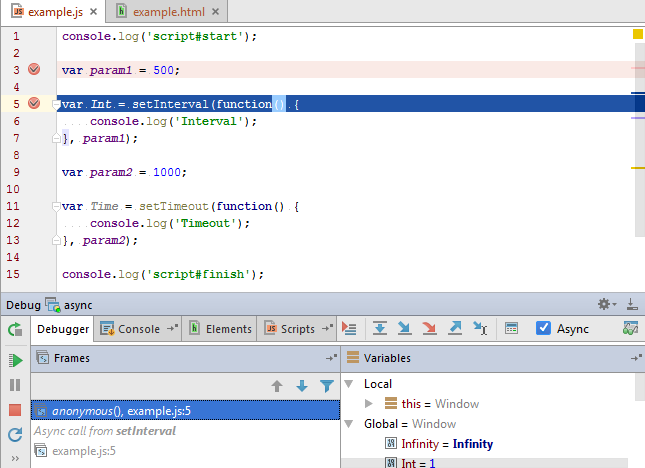 example.js × example.html ×
1 console.log('script#start');
2
3 var param1 = 500;
4
5 var Int = setInterval(function() {
6 console.log('Interval');
7 }, param1);
8
9 var param2 = 1000;
10
11 var Time = setTimeout(function() {
12 console.log('Timeout');
13 }, param2);
14
15 console.log('script#finish');
Debug async
Debugger Console Elements Scripts Async
Frames Variables
Local
anonymous(), example.js:5
this = Window
Async call from setInterval
Global = Window
example.js:5
Infinity = Infinity
Int = 1